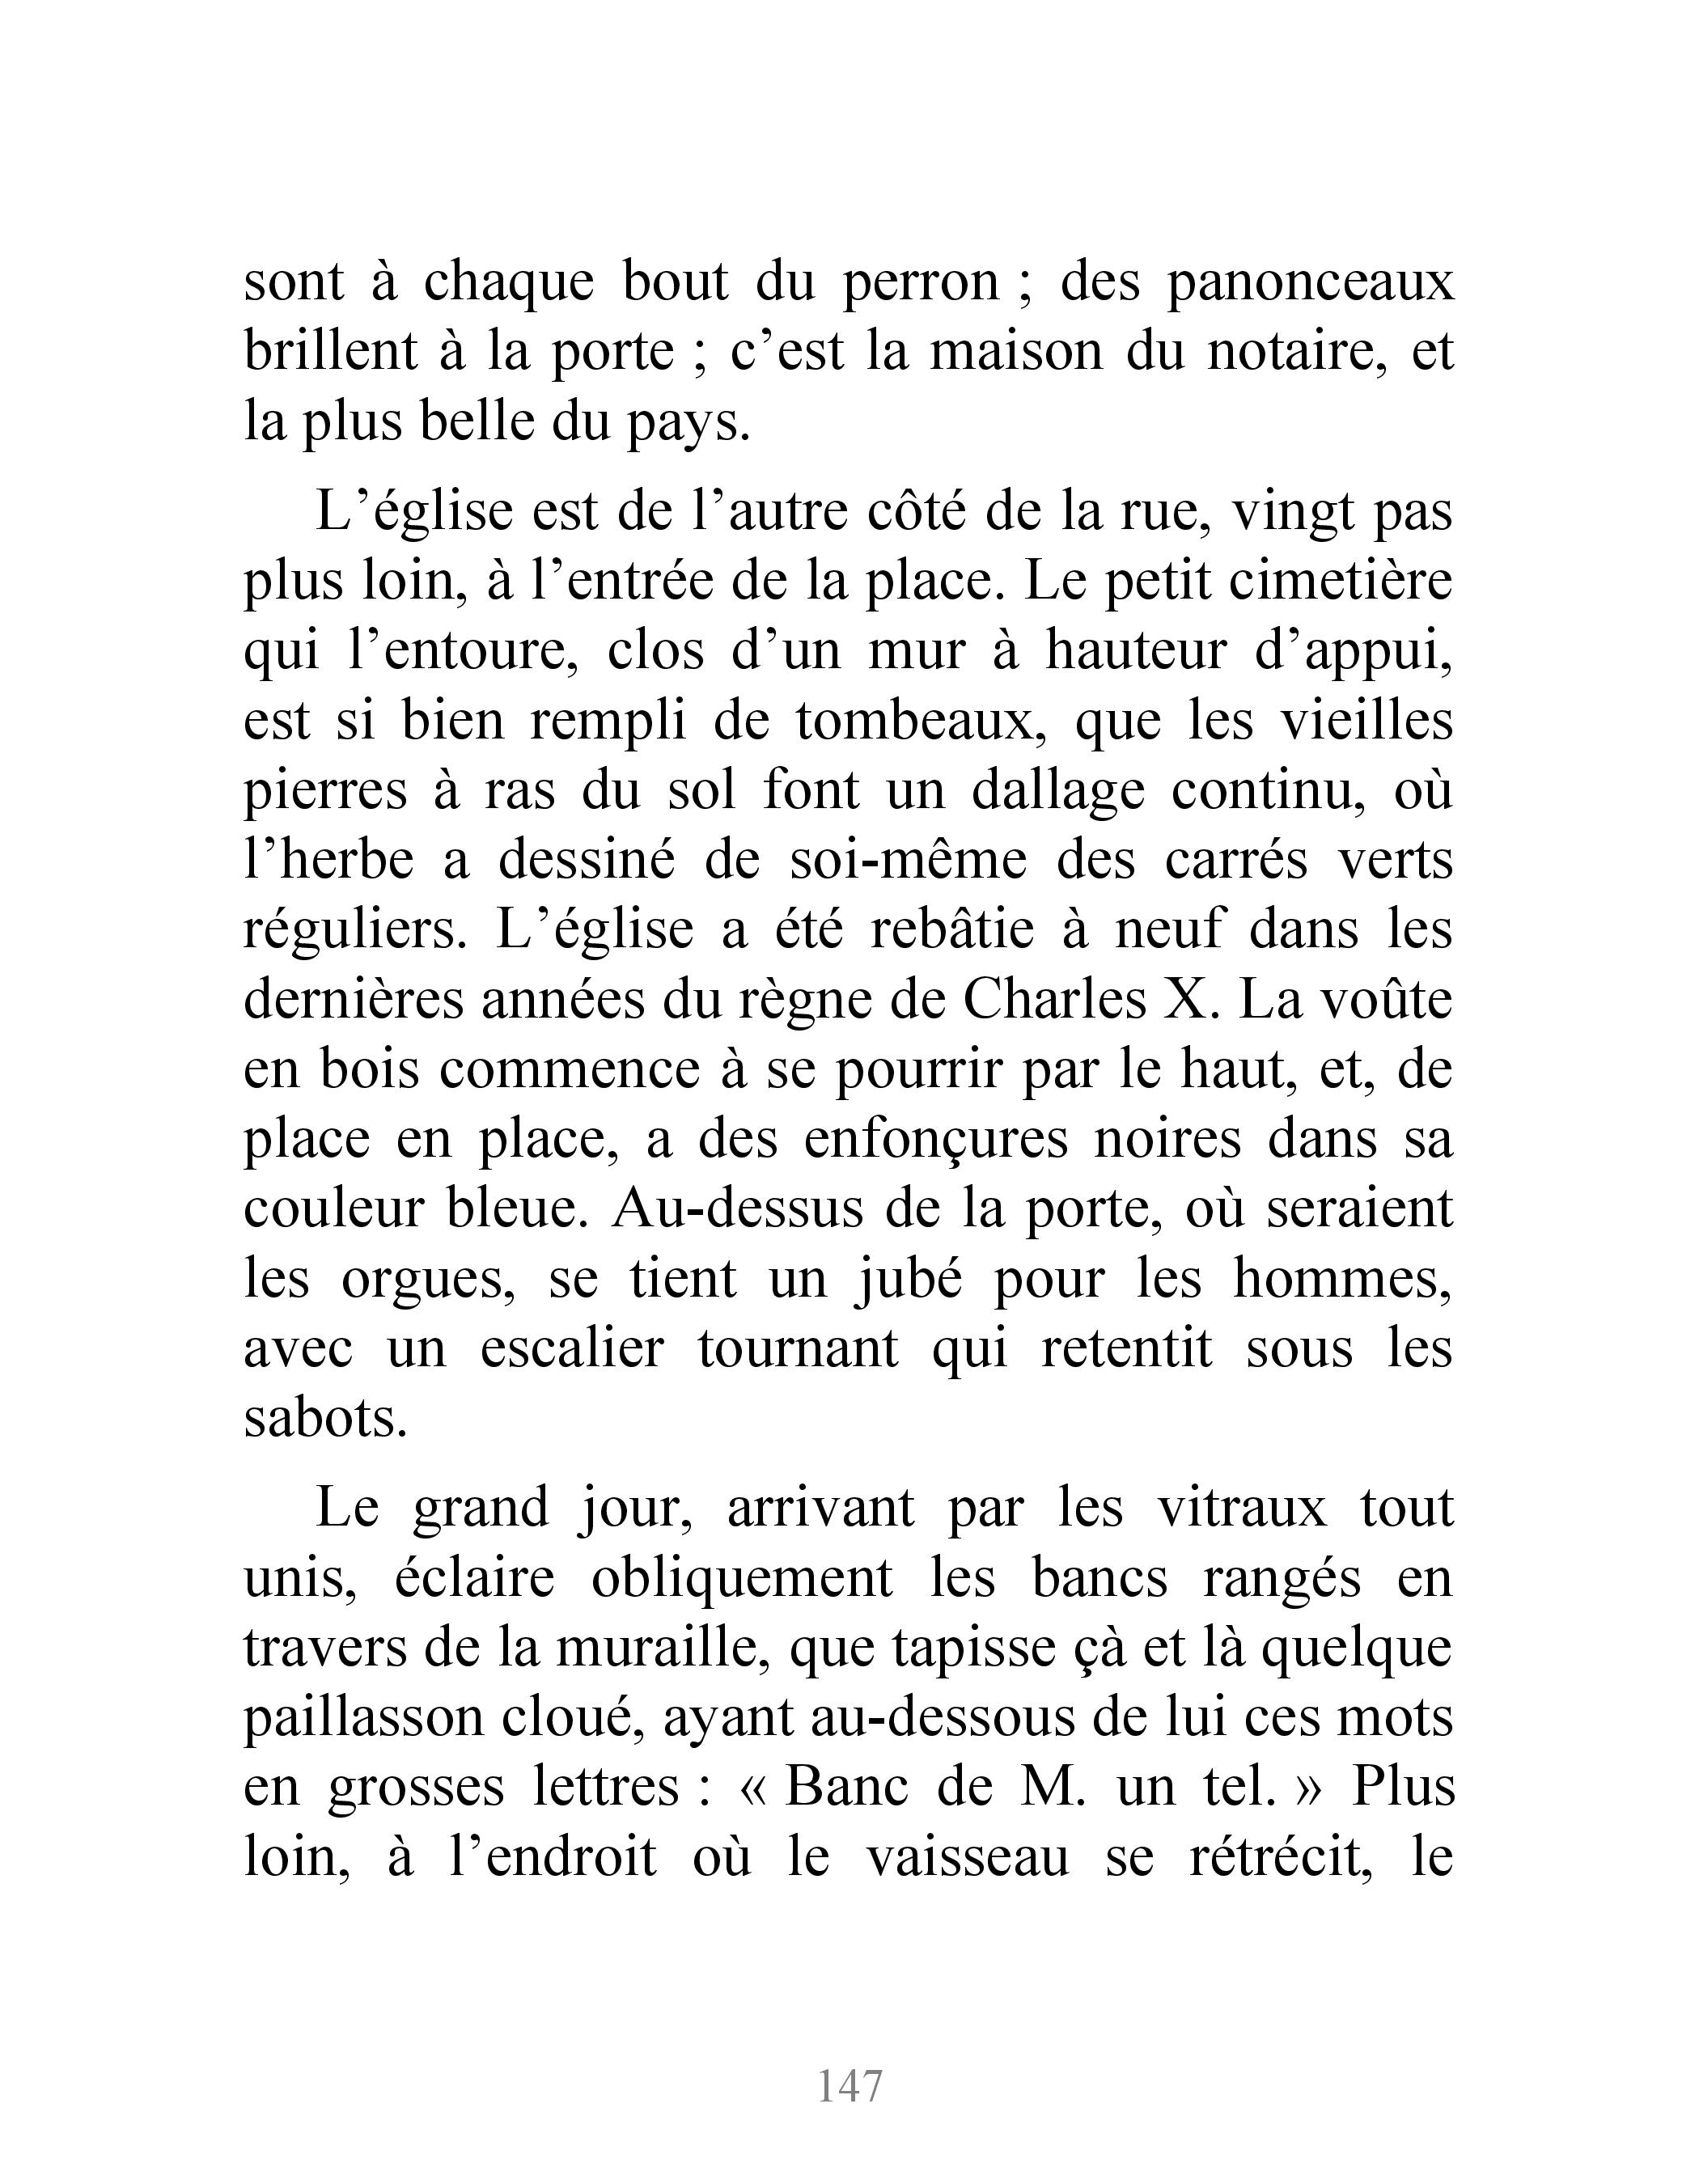 sont à chaque bout du perron ; des panonceaux
brillent à la porte ; c’est la maison du notaire, et
la plus belle du pays.
L’église est de l’autre côté de la rue, vingt pas
plus loin, à l’entrée de la place. Le petit cimetière
qui l’entoure, clos d’un mur à hauteur d’appui,
est si bien rempli de tombeaux, que les vieilles
pierres à ras du sol font un dallage continu, où
l’herbe a dessiné de soi-même des carrés verts
réguliers. L’église a été rebâtie à neuf dans les
dernières années du règne de Charles X. La voûte
en bois commence à se pourrir par le haut, et, de
place en place, a des enfonçures noires dans sa
couleur bleue. Au-dessus de la porte, où seraient
les orgues, se tient un jubé pour les hommes,
avec un escalier tournant qui retentit sous les
sabots.
Le grand jour, arrivant par les vitraux tout
unis, éclaire obliquement les bancs rangés en
travers de la muraille, que tapisse çà et là quelque
paillasson cloué, ayant au-dessous de lui ces mots
en grosses lettres : « Banc de M. un tel. » Plus
loin, à l’endroit où le vaisseau se rétrécit, le
147